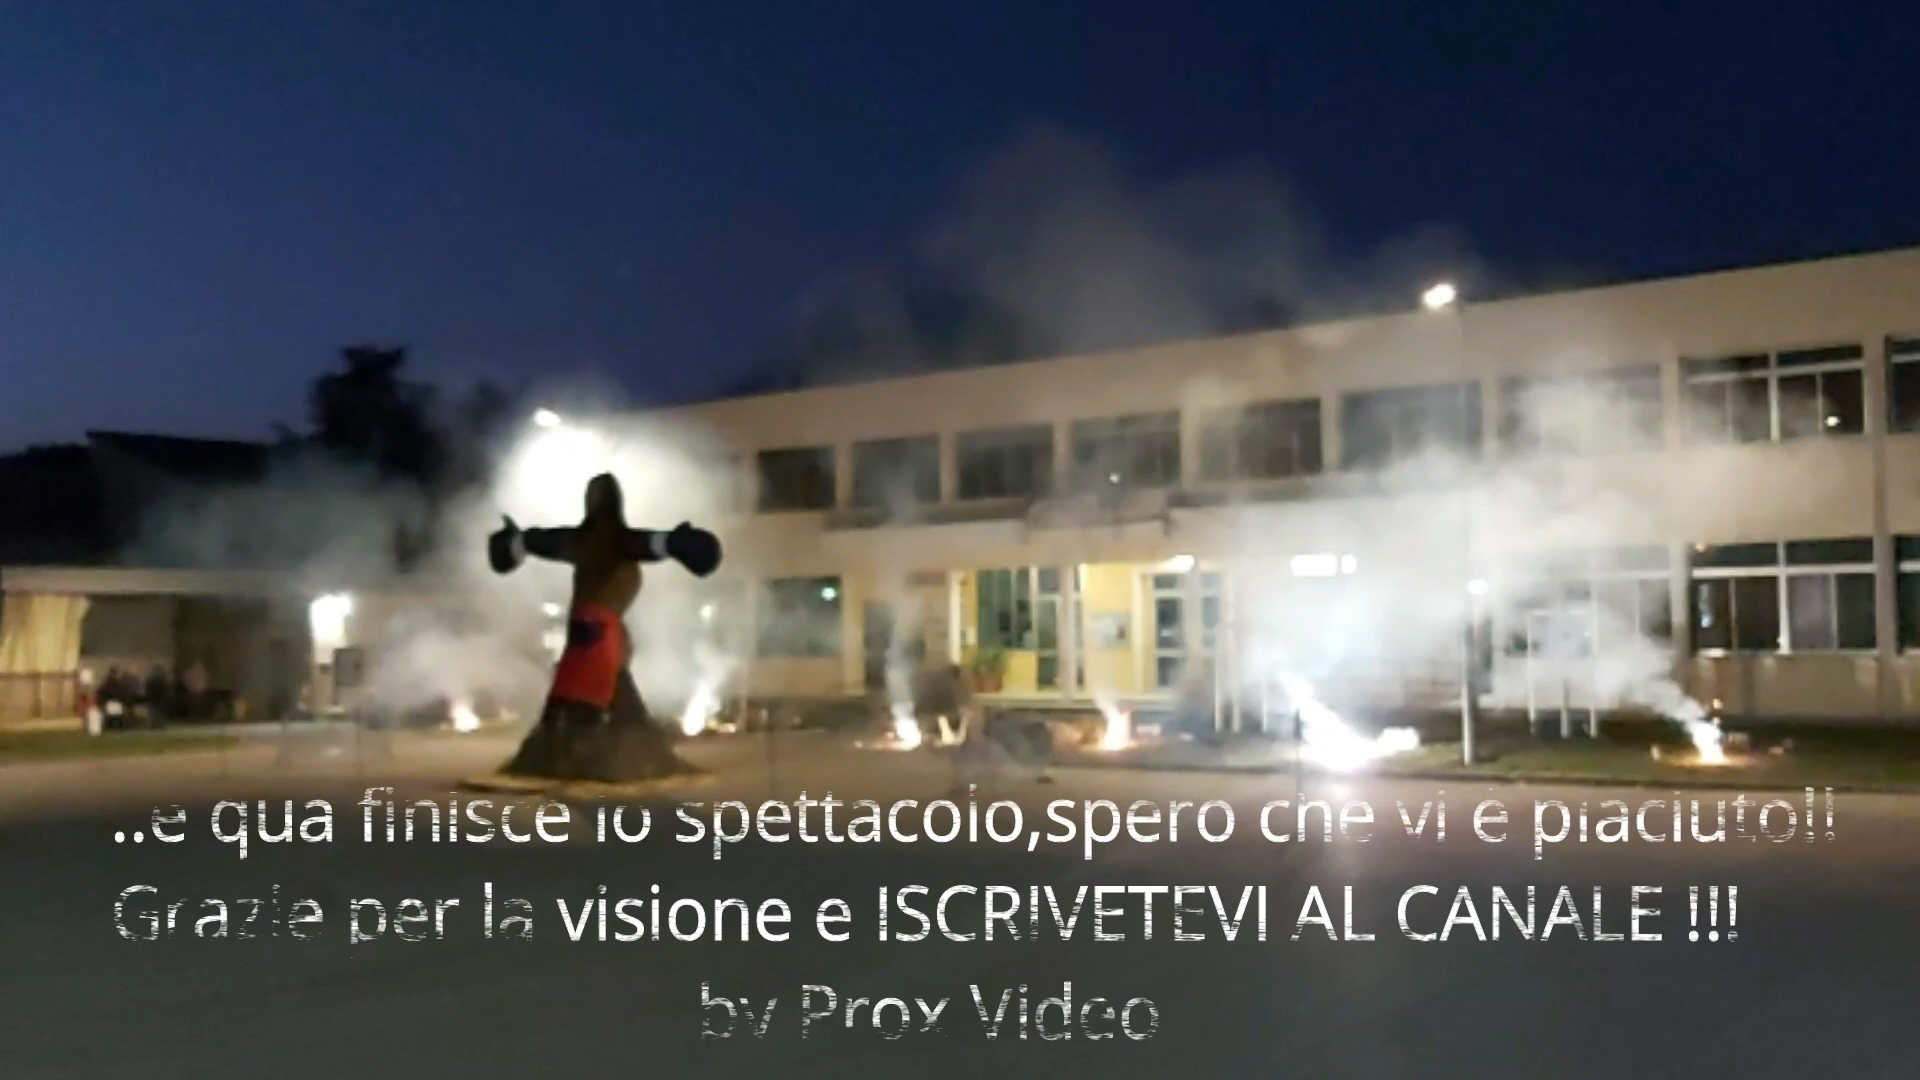 ..e qua finisce lo spettacolo,spero che vi è piaciuto!!
Grazie per la visione e ISCRIVETEVI AL CANALE !!!
by Prox Video